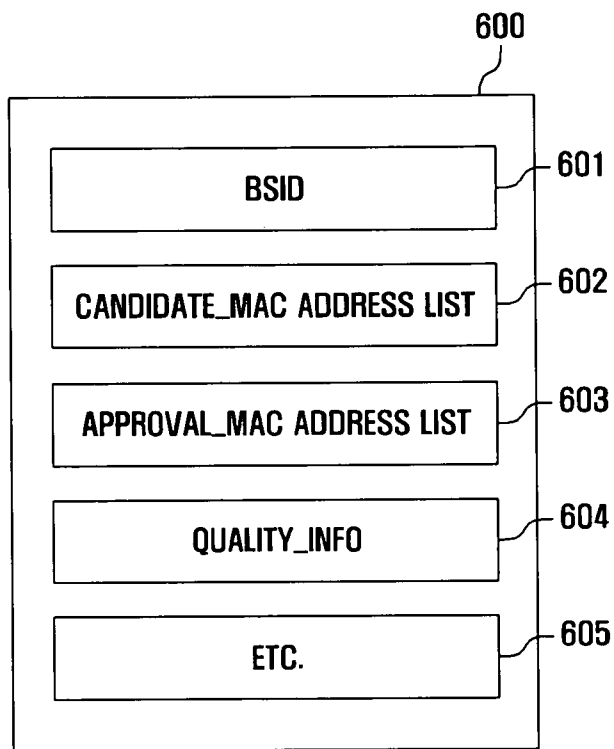 600
BSID
601
CANDIDATE_MAC ADDRESS LIST
602
APPROVAL_MAC ADDRESS LIST
603
QUALITY_INFO
604
ETC.
605